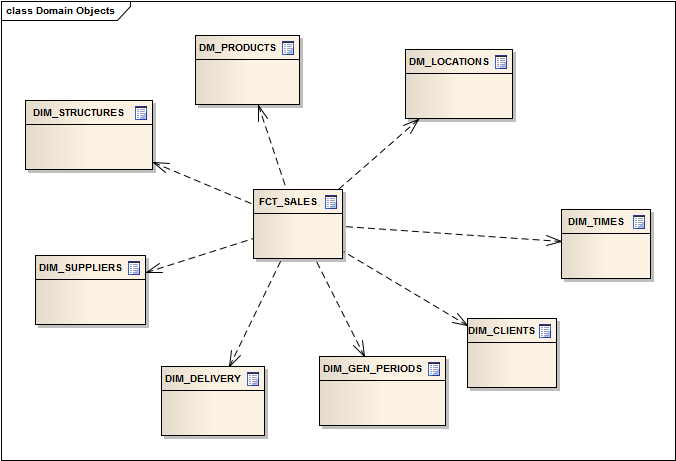 class Domain Objects
DM_PRODUCTS
DM_LOCATIONS
DIM_STRUCTURES
FCT_SALES
DIM_TIMES
DIM_SUPPLIERS
DIM_CLIENTS
DIM_DELIVERY
DIM_GEN_PERIODS